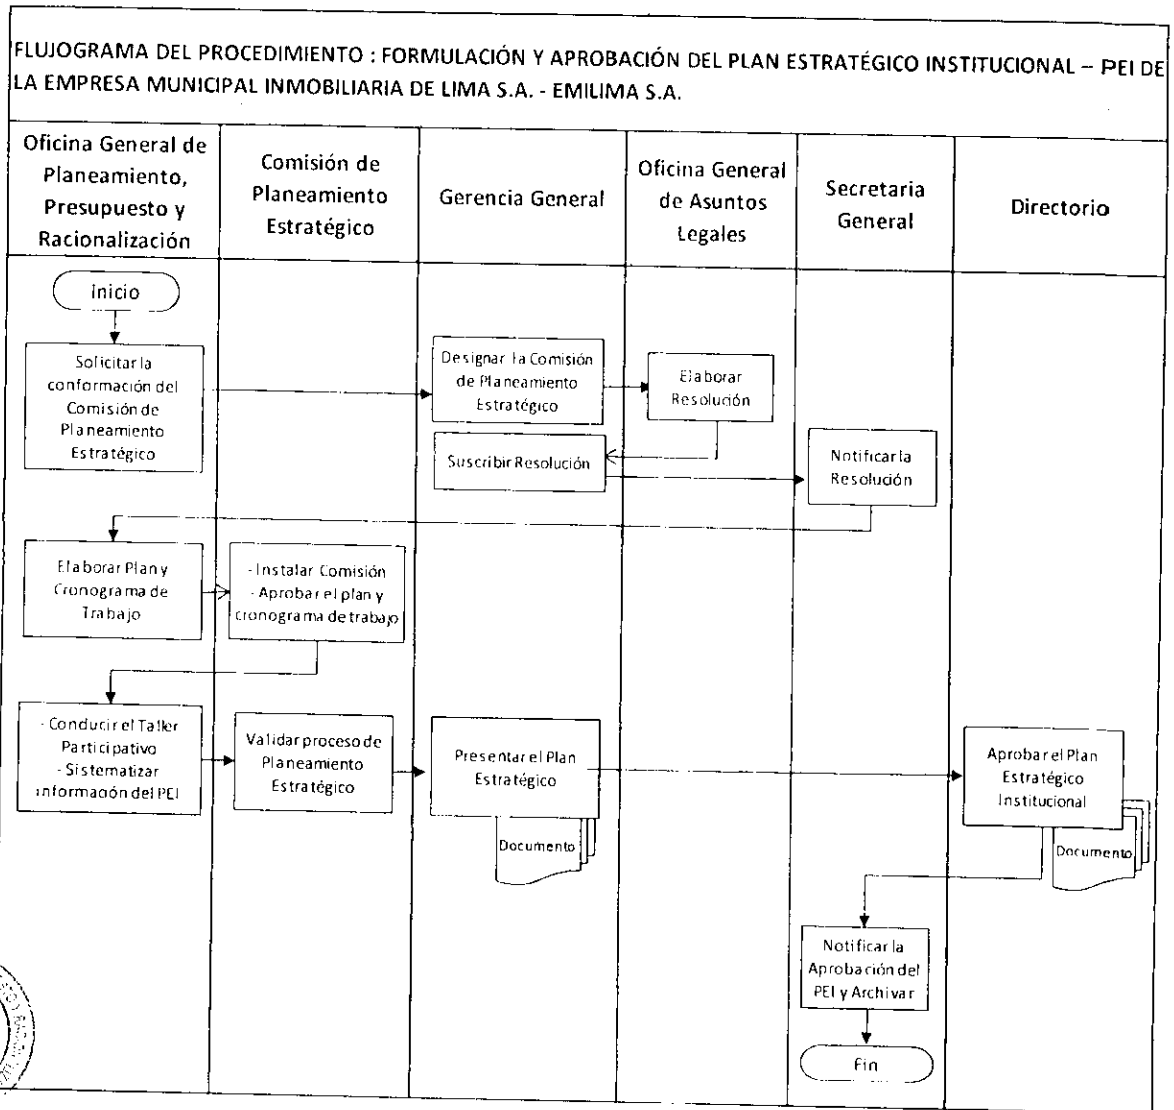 FLUJOGRAMA DEL PROCEDIMIENTO : FORMULACIÓN Y APROBACIÓN DEL PLAN ESTRATÉGICO INSTITUCIONAL – PEI DE
LA EMPRESA MUNICIPAL INMOBILIARIA DE LIMA S.A. - EMILIMA S.A.
Oficina General de
Planeamiento,
Presupuesto y
Racionalización
Comisión de
Planeamiento
Estratégico
Gerencia General
Oficina General
de Asuntos
Legales
Secretaria
General
Directorio
inicio
Solicitar la
conformación del
Comisión de
Planeamiento
Estratégico
Designar la Comisión
de Planeamiento
Estratégico
Elaborar
Resolución
Suscribir Resolución
Notificar la
Resolución
Elaborar Plan y
Cronograma de
Trabajo
- Instalar Comisión
- Aprobar el plan y
cronograma de trabajo
- Conducir el Taller
Participativo
- Sistematizar
información del PEI
Validar proceso de
Planeamiento
Estratégico
Presentar el Plan
Estratégico
Documento
Aprobar el Plan
Estratégico
Institucional
Documento
Notificar la
Aprobación del
PEI y Archivar
Fin